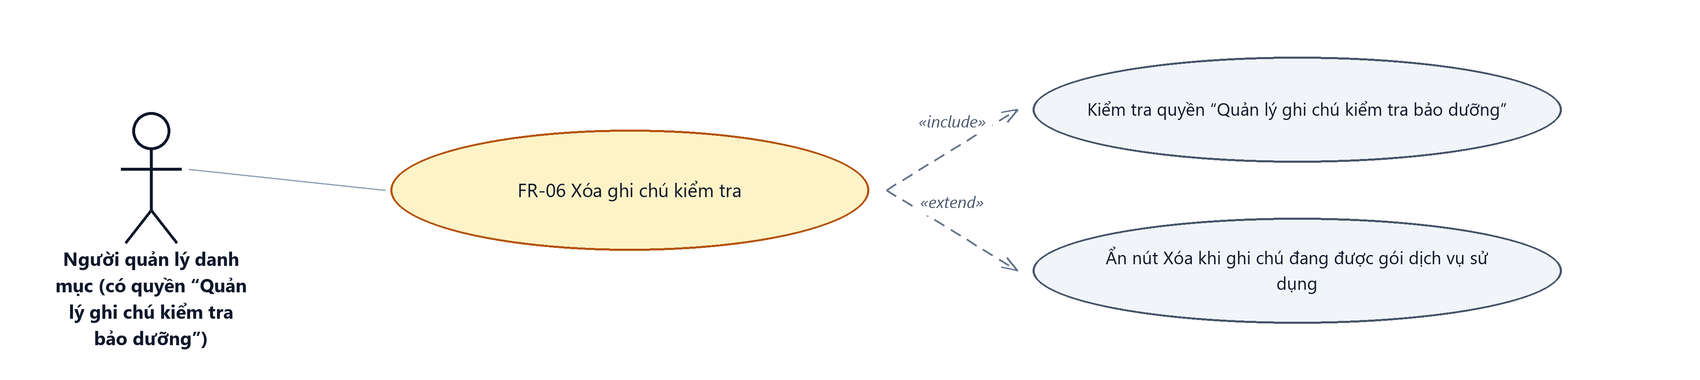 Kiểm tra quyền “Quản lý ghi chú kiểm tra bảo dưỡng”
«include»
FR-06 Xóa ghi chú kiểm tra
«extend»
Ẩn nút Xóa khi ghi chú đang được gói dịch vụ sử
dụng
Người quản lý danh
mục (có quyền “Quản
lý ghi chú kiểm tra
bảo dưỡng”)